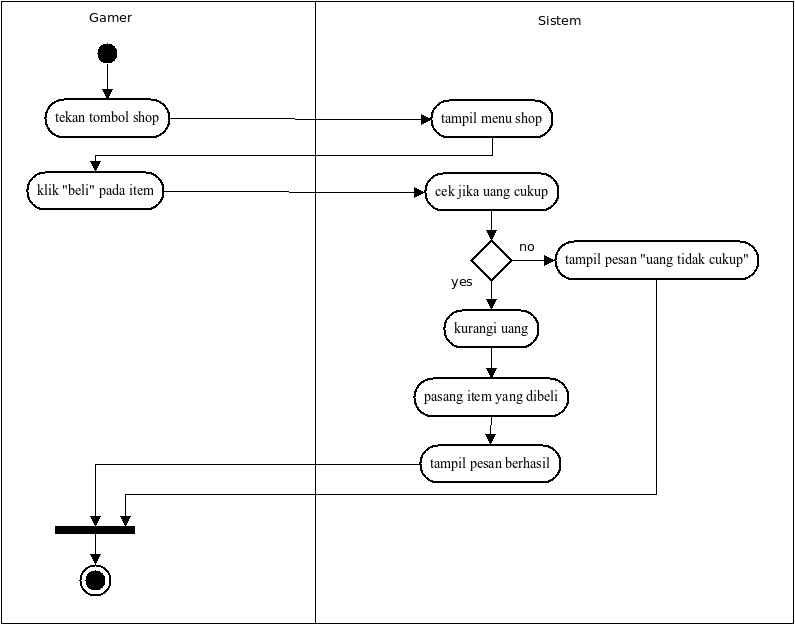 Gamer
Sistem
tekan tombol shop
tampil menu shop
klik "beli" pada item
cek jika uang cukup
no
tampil pesan "uang tidak cukup"
yes
kurangi uang
pasang item yang dibeli
tampil pesan berhasil